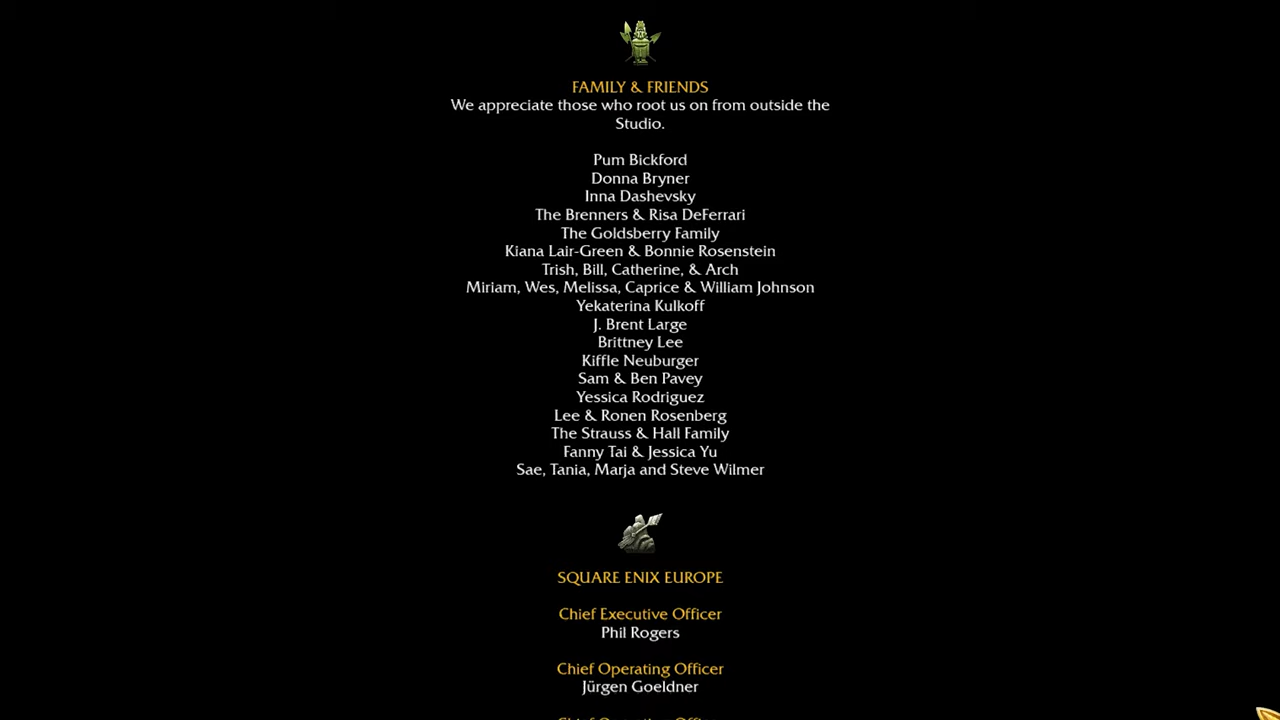 FAMILY & FRIENDS
We appreciate those who root us on from outside the
Studio.
Pum Bickford
Donna Bryner
Inna Dashevsky
The Brenners & Risa DeFerrari
The Goldsberry Family
Kiana Lair-Green & Bonnie Rosenstein
Trish, Bill, Catherine, & Arch
Miriam, Wes, Melissa, Caprice & William Johnson
Yekaterina Kulkoff
J. Brent Large
Brittney Lee
Kiffle Neuburger
Sam & Ben Pavey
Yessica Rodriguez
Lee & Ronen Rosenberg
The Strauss & Hall Family
Fanny Tai & Jessica Yu
Sae, Tania, Marja and Steve Wilmer
SQUARE ENIX EUROPE
Chief Executive Officer
Phil Rogers
Chief Operating Officer
Jürgen Goeldner